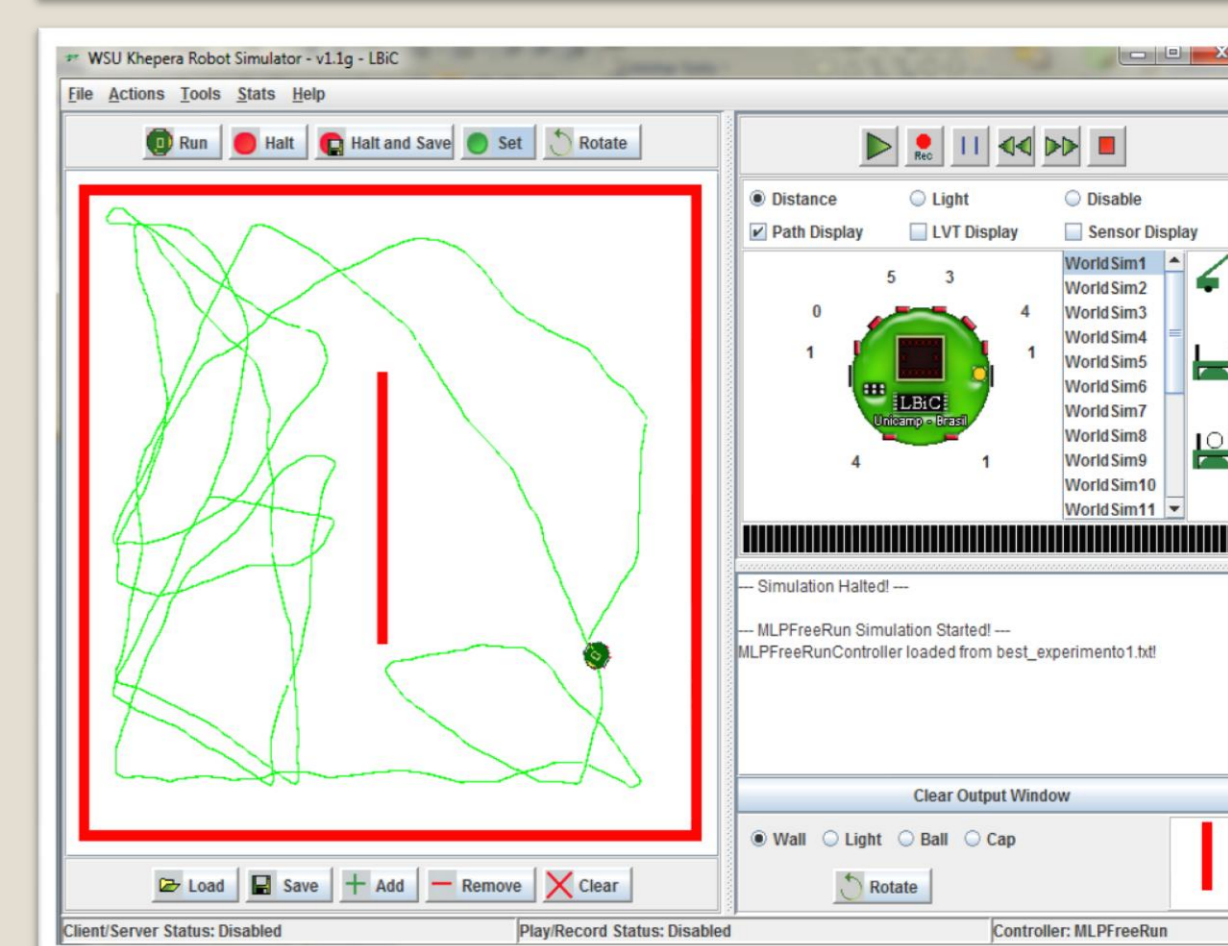 WSU Khepera Robot Simulator - v1.1g - LBiC
File Actions Tools Stats Help
Run Halt Halt and Save Set Rotate
Rec
Distance Light Disable
Path Display LVT Display Sensor Display
5 3
0 4
1 1
LBiC
Unicamp - Brasil
4 1
WorldSim1
WorldSim2
WorldSim3
WorldSim4
WorldSim5
WorldSim6
WorldSim7
WorldSim8
WorldSim9
WorldSim10
WorldSim11
--- Simulation Halted! ---
--- MLPFreeRun Simulation Started! ---
MLPFreeRunController loaded from best_experimento1.txt!
Clear Output Window
Wall Light Ball Cap
Rotate
Load Save Add Remove Clear
Client/Server Status: Disabled
Play/Record Status: Disabled
Controller: MLPFreeRun